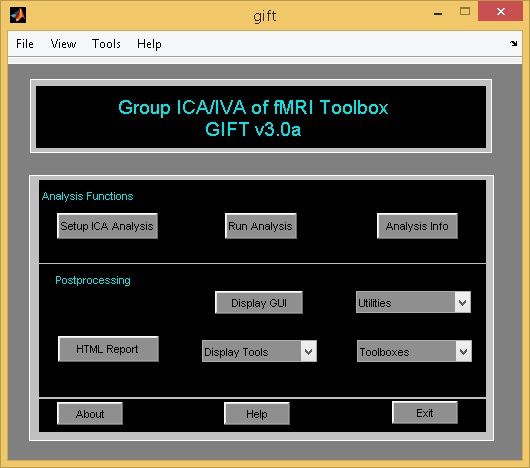 gift
File View Tools Help
Group ICA/IVA of fMRI Toolbox
GIFT v3.0a
Analysis Functions
Setup ICA Analysis Run Analysis Analysis Info
Postprocessing
Display GUI Utilities
HTML Report Display Tools Toolboxes
About Help Exit